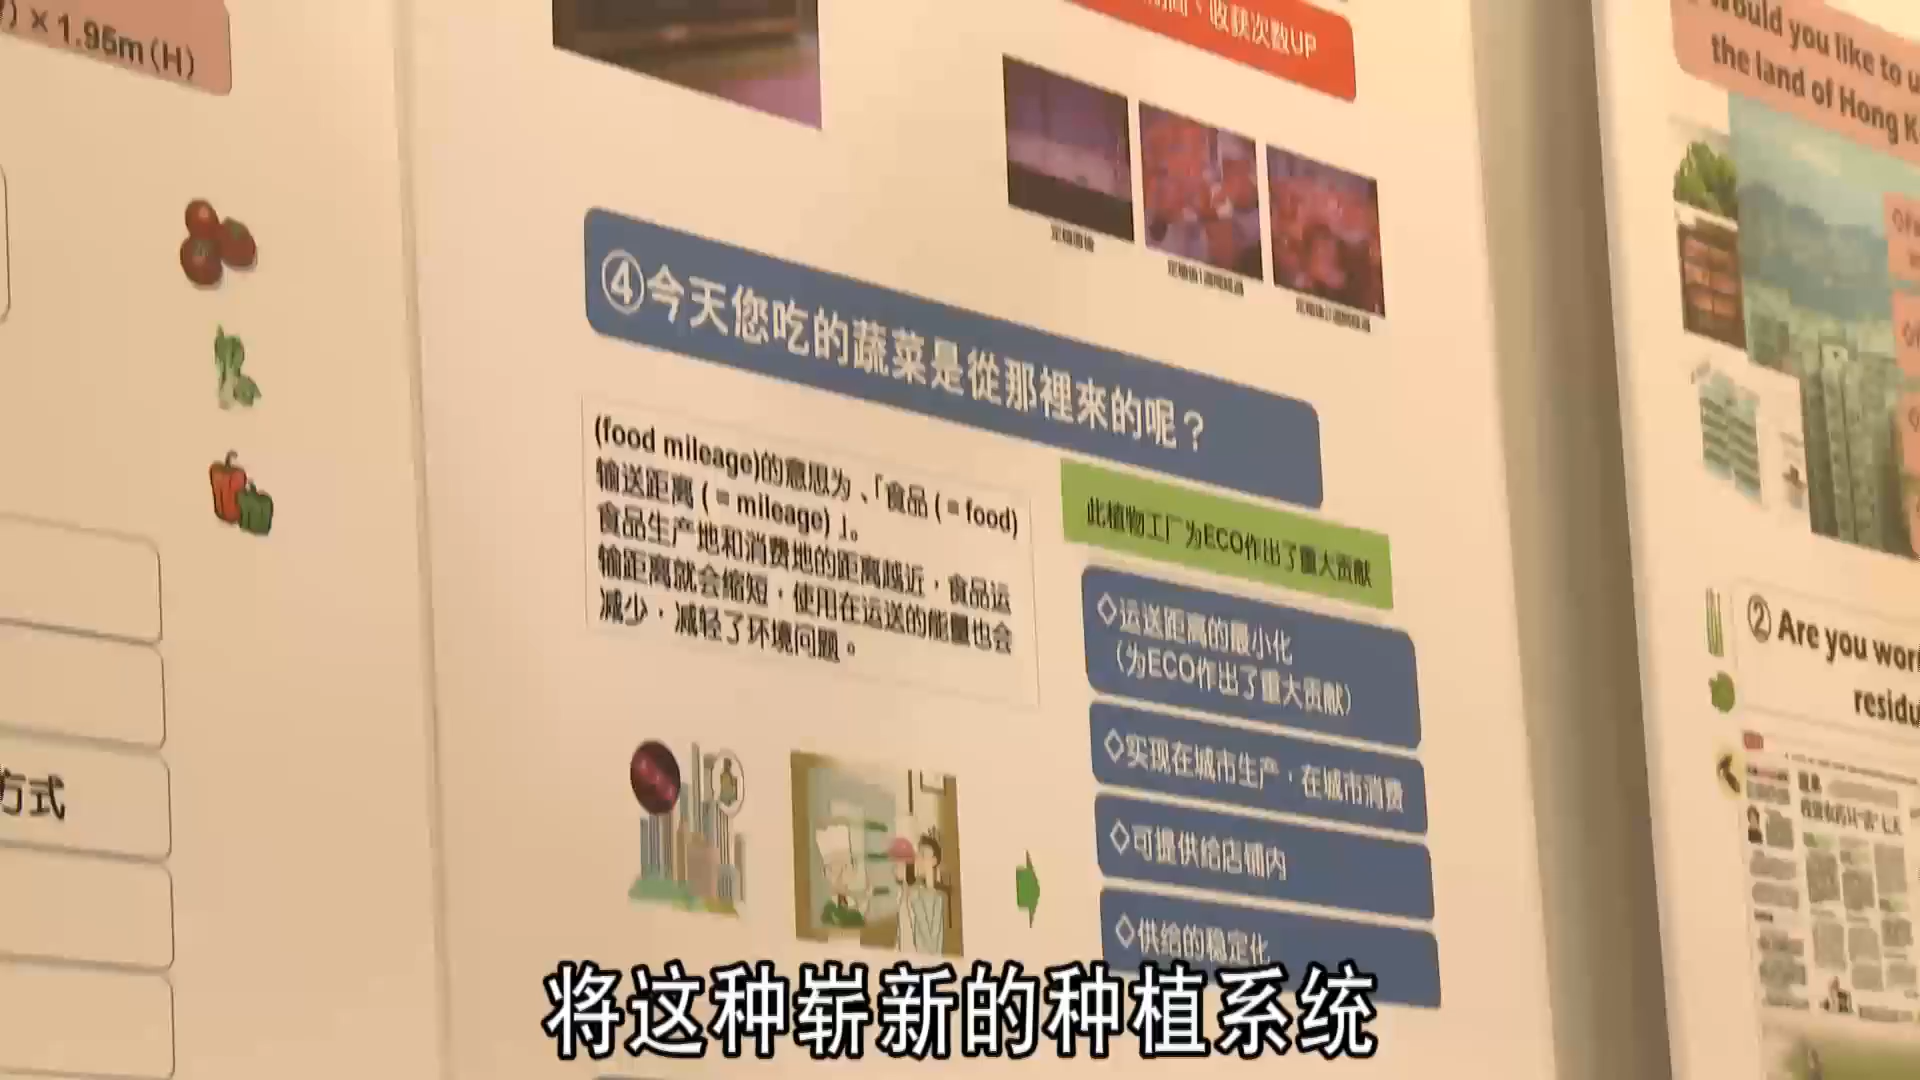 × 1.95m(H)
收获次数UP
④今天您吃的蔬菜是從那裡來的呢？
(food mileage)的意思为、「食品 ( = food)
输送距离 ( = mileage) 」。
食品生产地和消费地的距离越近，食品运
输距离就会缩短，使用在运送的能量也会
减少，减轻了环境问题。
此植物工厂为ECO作出了重大贡献
◇运送距离的最小化
（为ECO作出了重大贡献）
◇实现在城市生产，在城市消费
◇可提供给店铺内
◇供给的稳定化
方式
would you like to u
the land of Hong K
② Are you wor
residu
将这种崭新的种植系统